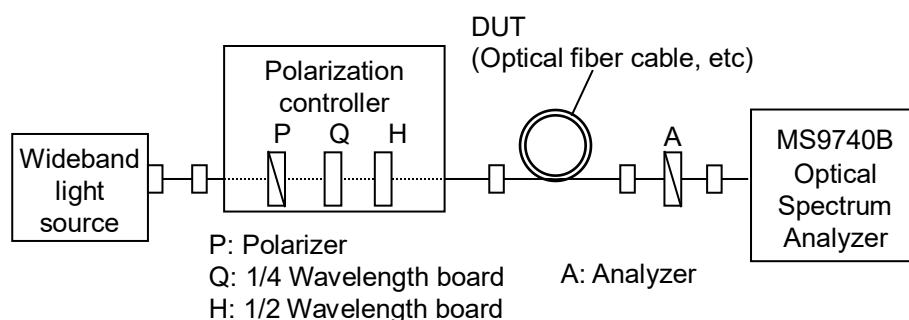 DUT
(Optical fiber cable, etc)
Polarization
controller
P Q H
A
Wideband
light
source
MS9740B
Optical
Spectrum
Analyzer
P: Polarizer
Q: 1/4 Wavelength board
H: 1/2 Wavelength board
A: Analyzer